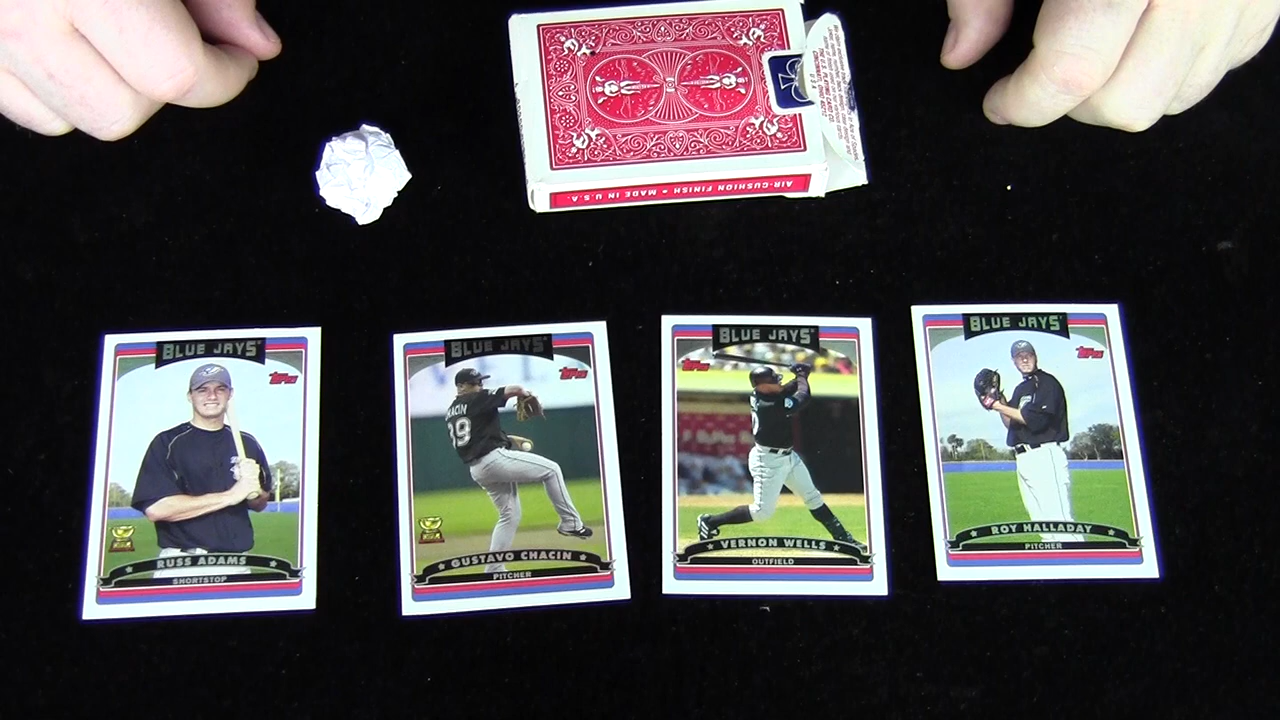 AIR-CUSHION FINISH • MADE IN U.S.A.
BLUE JAYS
Topps
RUSS ADAMS
SHORTSTOP
BLUE JAYS
Topps
CHACIN
39
GUSTAVO CHACIN
PITCHER
BLUE JAYS
Topps
VERNON WELLS
OUTFIELD
BLUE JAYS
Topps
ROY HALLADAY
PITCHER